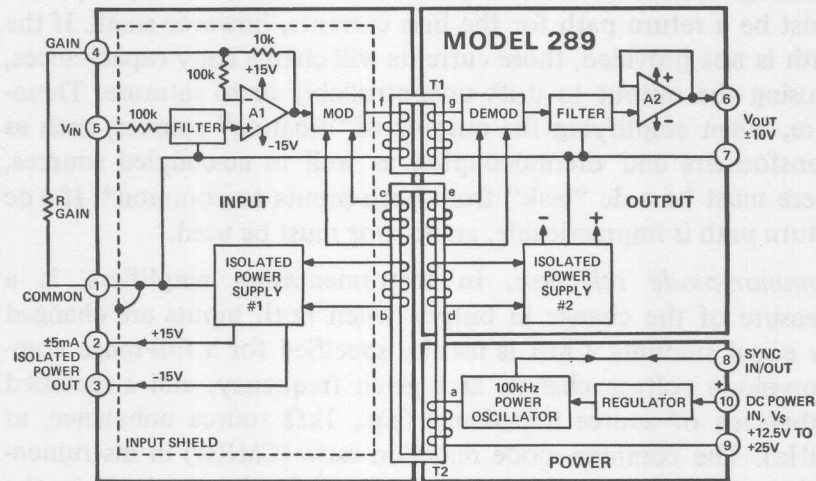 MODEL 289
GAIN
4
10k
100k
+15V
A1
-15V
VIN
5
100k
FILTER
MOD
f
T1
g
DEMOD
FILTER
A2
+
−
6
VOUT
±10V
7
INPUT
OUTPUT
RGAIN
c
e
−
+
ISOLATED
POWER
SUPPLY
#1
ISOLATED
POWER
SUPPLY
#2
d
b
COMMON
1
±5mA
ISOLATED
POWER
OUT
2
+15V
3
−15V
INPUT SHIELD
a
T2
100kHz
POWER
OSCILLATOR
REGULATOR
8
SYNC
IN/OUT
+
10
DC POWER
IN, VS
+12.5V TO
+25V
−
9
POWER